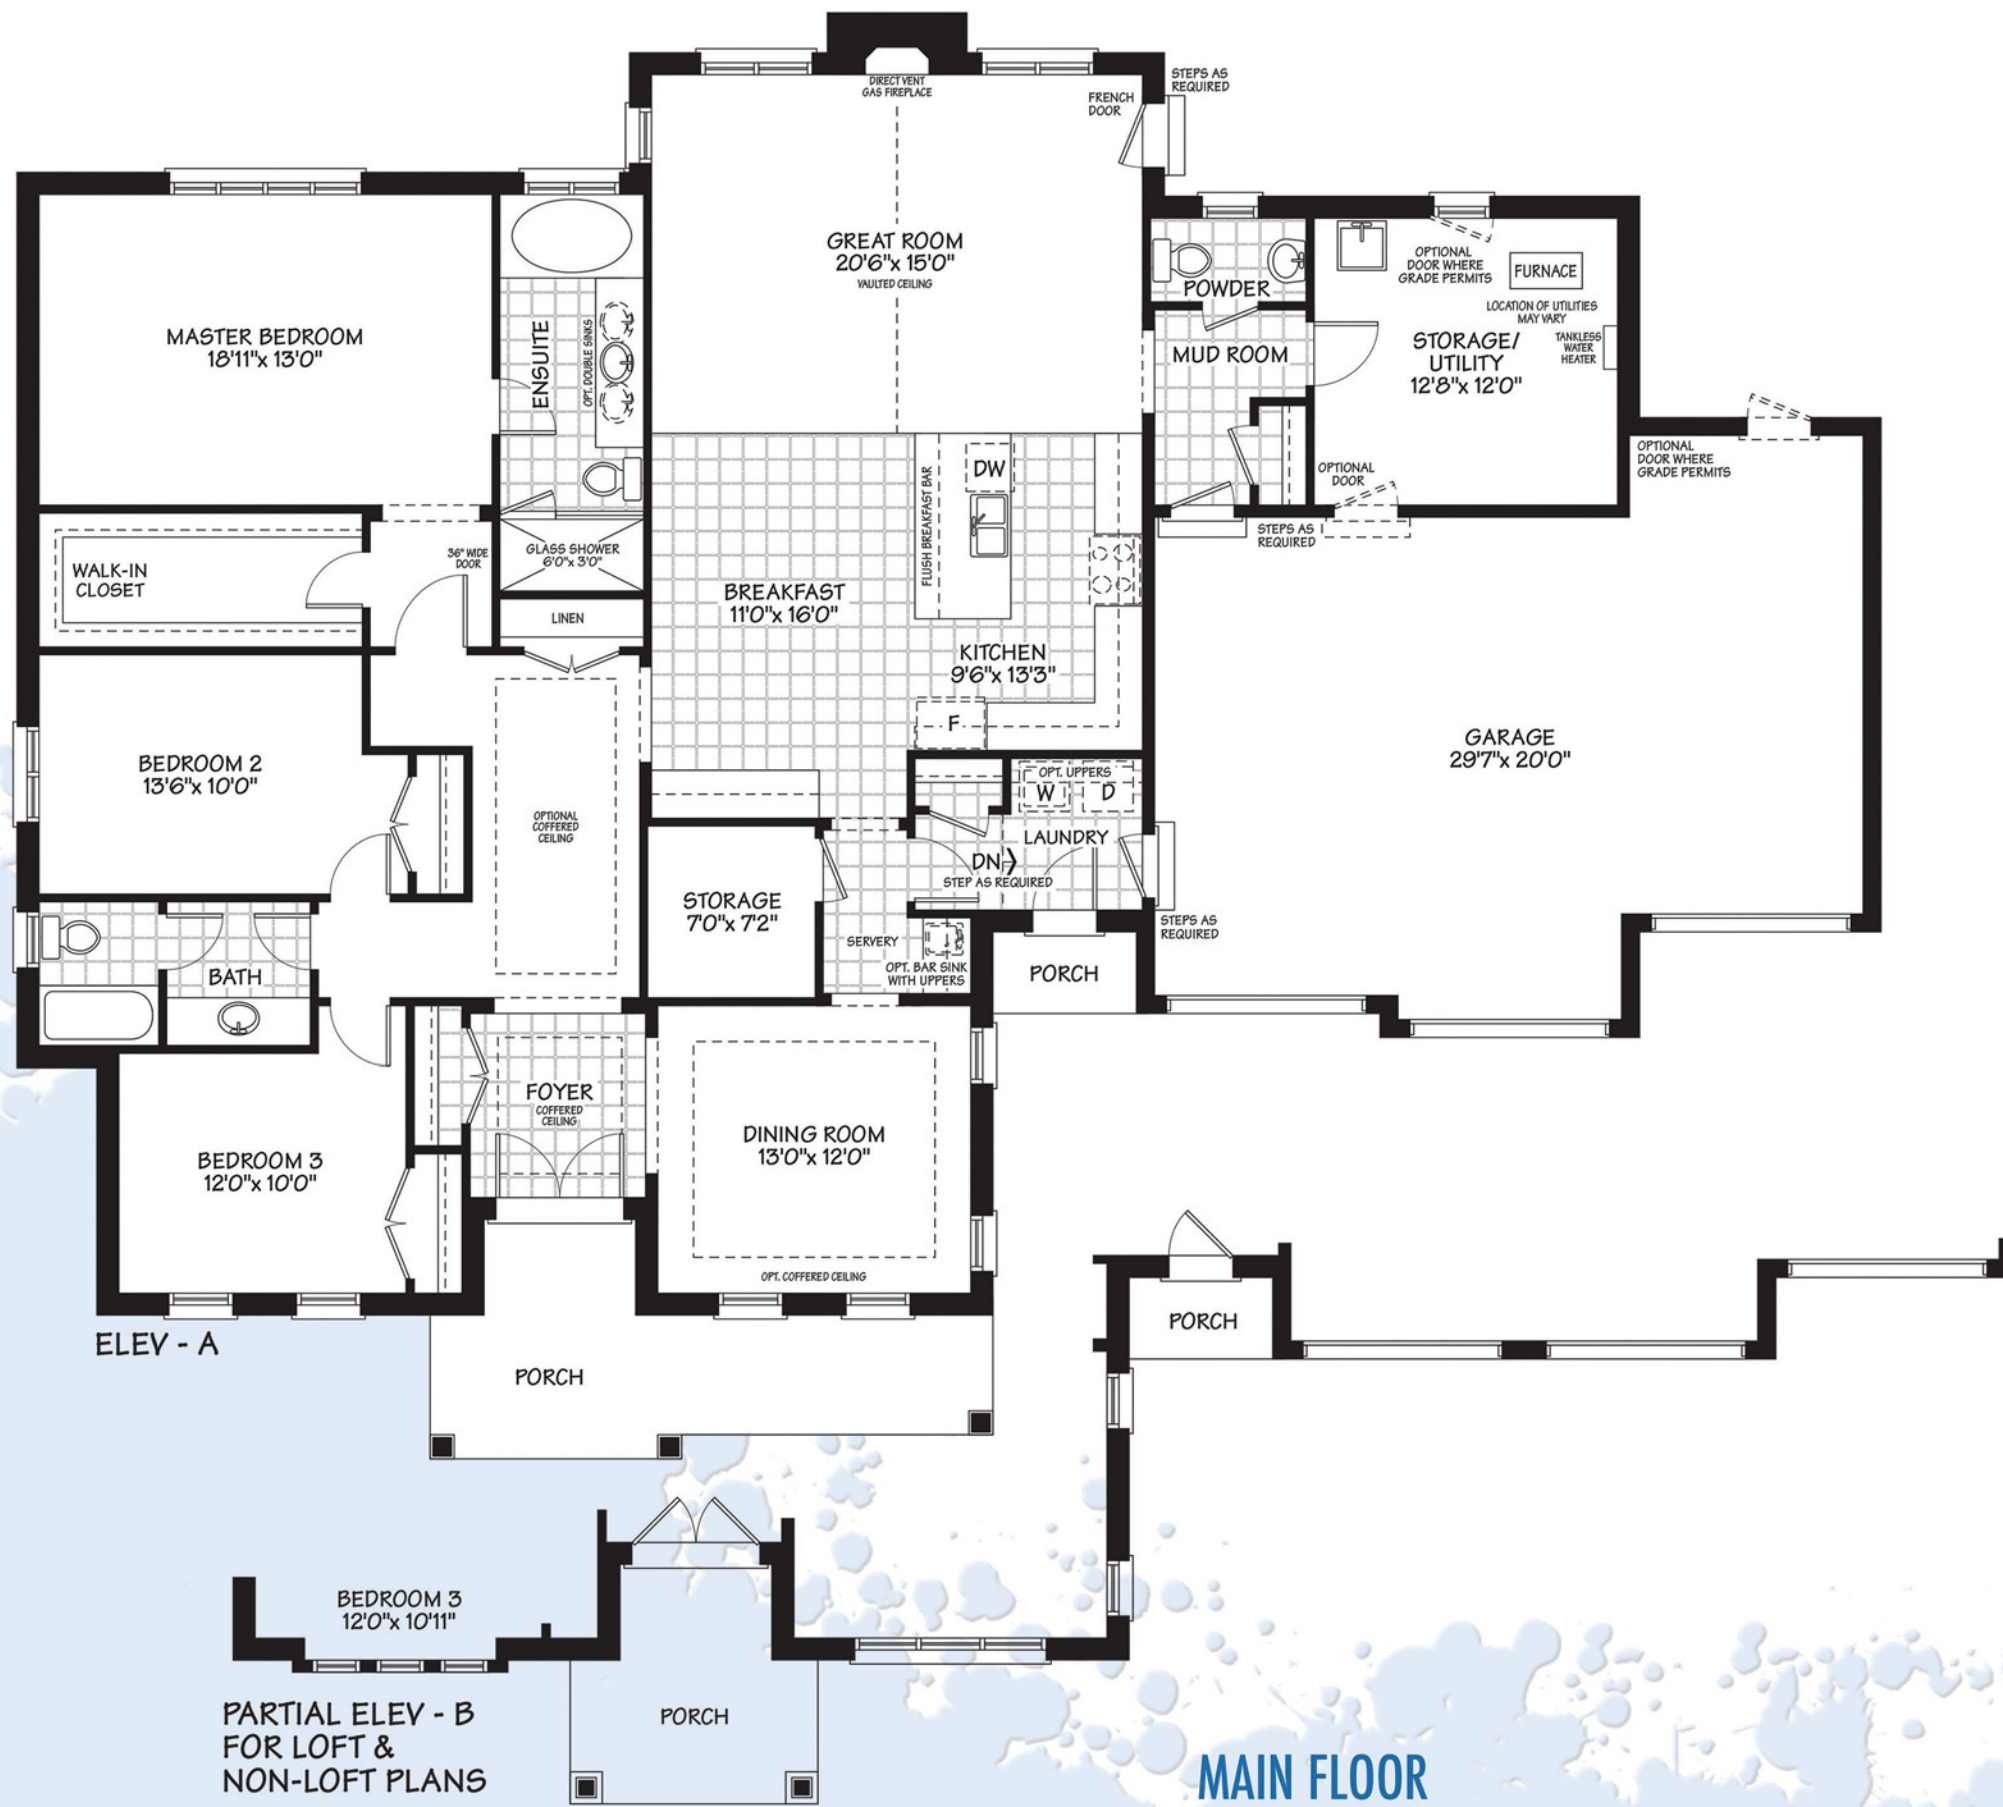 DIRECT VENT
GAS FIREPLACE
STEPS AS
REQUIRED
FRENCH
DOOR
GREAT ROOM
20'6"x 15'0"
VAULTED CEILING
MASTER BEDROOM
18'11"x 13'0"
ENSUITE
OPT. DOUBLE SINKS
POWDER
OPTIONAL
DOOR WHERE
GRADE PERMITS
FURNACE
LOCATION OF UTILITIES
MAY VARY
TANKLESS
WATER
HEATER
MUD ROOM
STORAGE/
UTILITY
12'8"x 12'0"
OPTIONAL
DOOR WHERE
GRADE PERMITS
OPTIONAL
DOOR
STEPS AS
REQUIRED
DW
FLUSH BREAKFAST BAR
WALK-IN
CLOSET
36" WIDE
DOOR
GLASS SHOWER
6'0"x 3'0"
LINEN
BREAKFAST
11'0"x 16'0"
KITCHEN
9'6"x 13'3"
F
GARAGE
29'7"x 20'0"
BEDROOM 2
13'6"x 10'0"
OPTIONAL
COFFERED
CEILING
OPT. UPPERS
W
D
LAUNDRY
DN
STEP AS REQUIRED
STORAGE
7'0"x 7'2"
SERVERY
OPT. BAR SINK
WITH UPPERS
STEPS AS
REQUIRED
PORCH
BATH
FOYER
COFFERED
CEILING
DINING ROOM
13'0"x 12'0"
OPT. COFFERED CEILING
BEDROOM 3
12'0"x 10'0"
ELEV - A
PORCH
PORCH
BEDROOM 3
12'0"x 10'11"
PARTIAL ELEV - B
FOR LOFT &
NON-LOFT PLANS
PORCH
MAIN FLOOR